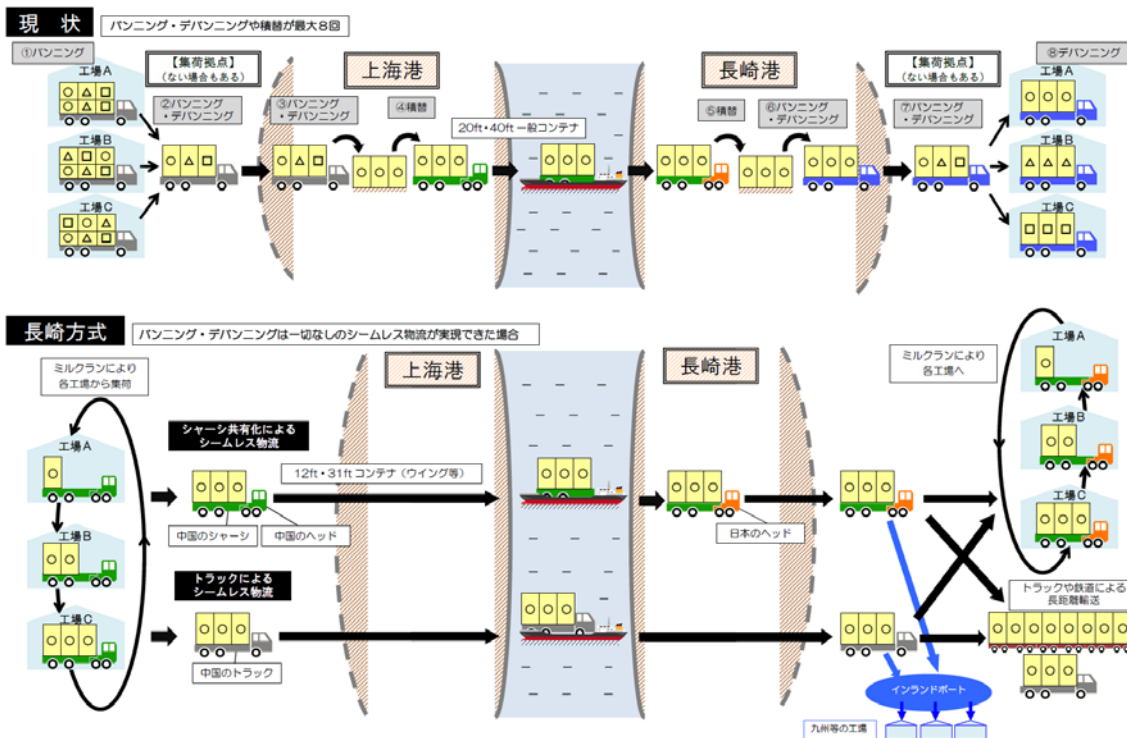 現 状
バンニング・デバンニングや積替が最大8回
①バンニング
工場A
工場B
工場C
【集荷拠点】
(ない場合もある)
②バンニング
・デバンニング
上海港
③バンニング
・デバンニング
④積替
20ft・40ft 一般コンテナ
長崎港
⑤積替
⑥バンニング
・デバンニング
【集荷拠点】
(ない場合もある)
⑦バンニング
・デバンニング
⑧デバンニング
工場A
工場B
工場C
長崎方式
バンニング・デバンニングは一切なしのシームレス物流が実現できた場合
ミルクランにより
各工場から集荷
工場A
工場B
工場C
シャーシ共有化による
シームレス物流
12ft・31ft コンテナ(ウイング等)
中国のシャーシ
中国のヘッド
トラックによる
シームレス物流
中国のトラック
上海港
長崎港
日本のヘッド
ミルクランにより
各工場へ
工場A
工場B
工場C
トラックや鉄道による
長距離輸送
インランドポート
九州等の工場